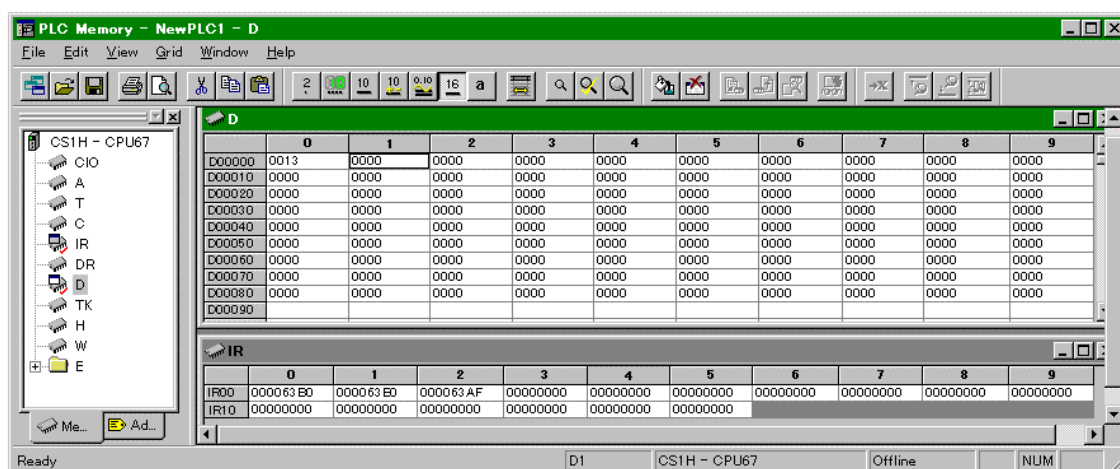 PLC Memory - NewPLC1 - D
File Edit View Grid Window Help
2 10 10 0.10 16 a
CS1H - CPU67
CIO
A
T
C
IR
DR
D
TK
H
W
E
Me... Ad...
D
0 1 2 3 4 5 6 7 8 9
D00000 0013 0000 0000 0000 0000 0000 0000 0000 0000 0000
D00010 0000 0000 0000 0000 0000 0000 0000 0000 0000 0000
D00020 0000 0000 0000 0000 0000 0000 0000 0000 0000 0000
D00030 0000 0000 0000 0000 0000 0000 0000 0000 0000 0000
D00040 0000 0000 0000 0000 0000 0000 0000 0000 0000 0000
D00050 0000 0000 0000 0000 0000 0000 0000 0000 0000 0000
D00060 0000 0000 0000 0000 0000 0000 0000 0000 0000 0000
D00070 0000 0000 0000 0000 0000 0000 0000 0000 0000 0000
D00080 0000 0000 0000 0000 0000 0000 0000 0000 0000 0000
D00090
IR
0 1 2 3 4 5 6 7 8 9
IR00 000063B0 000063B0 000063AF 00000000 00000000 00000000 00000000 00000000 00000000 00000000
IR10 00000000 00000000 00000000 00000000 00000000 00000000
Ready D1 CS1H - CPU67 Offline NUM